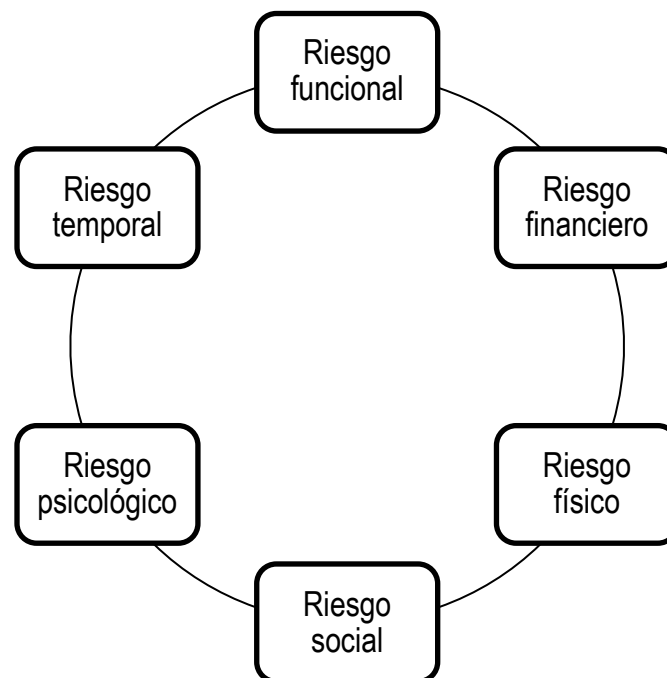 Riesgo
funcional
Riesgo
financiero
Riesgo
físico
Riesgo
social
Riesgo
psicológico
Riesgo
temporal